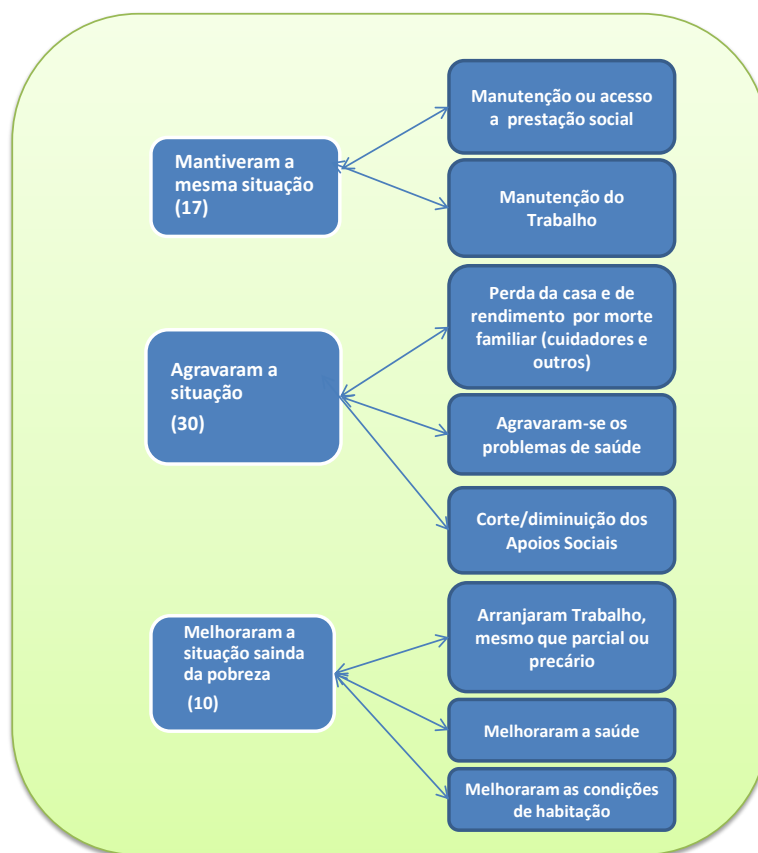 Manutenção ou acesso
a prestação social
Mantiveram a
mesma situação
(17)
Manutenção do
Trabalho
Perda da casa e de
rendimento por morte
familiar (cuidadores e
outros)
Agravaram a
situação
(30)
Agravaram-se os
problemas de saúde
Corte/diminuição dos
Apoios Sociais
Melhoraram a
situação sainda
da pobreza
(10)
Arranjaram Trabalho,
mesmo que parcial ou
precário
Melhoraram a saúde
Melhoraram as condições
de habitação